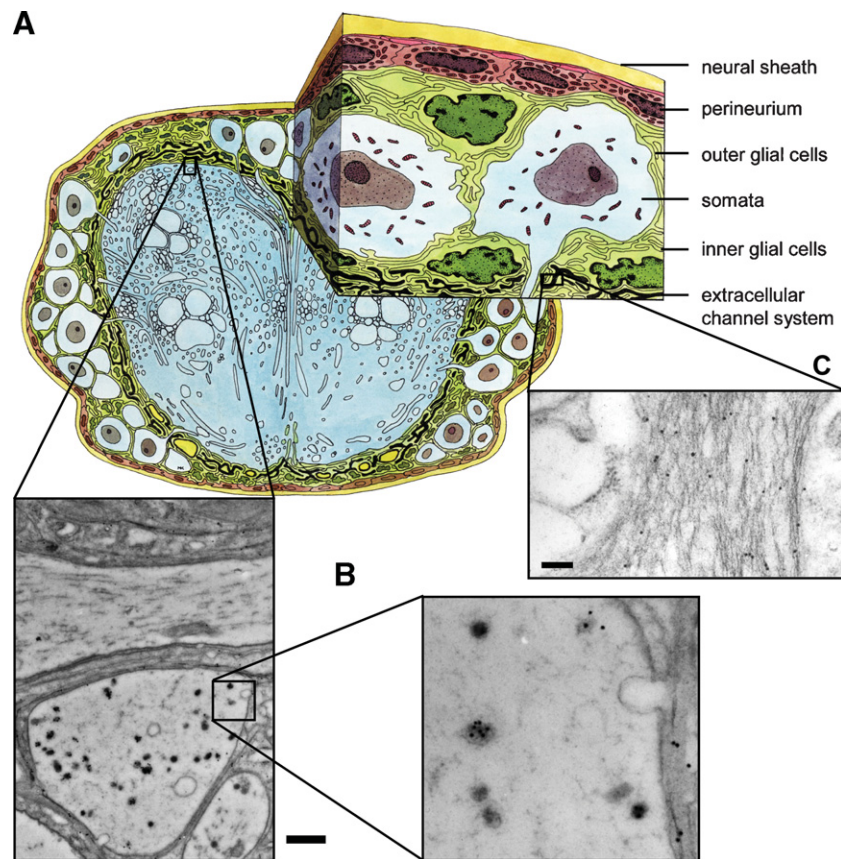 A
neural sheath
perineurium
outer glial cells
somata
inner glial cells
extracellular
channel system
C
B